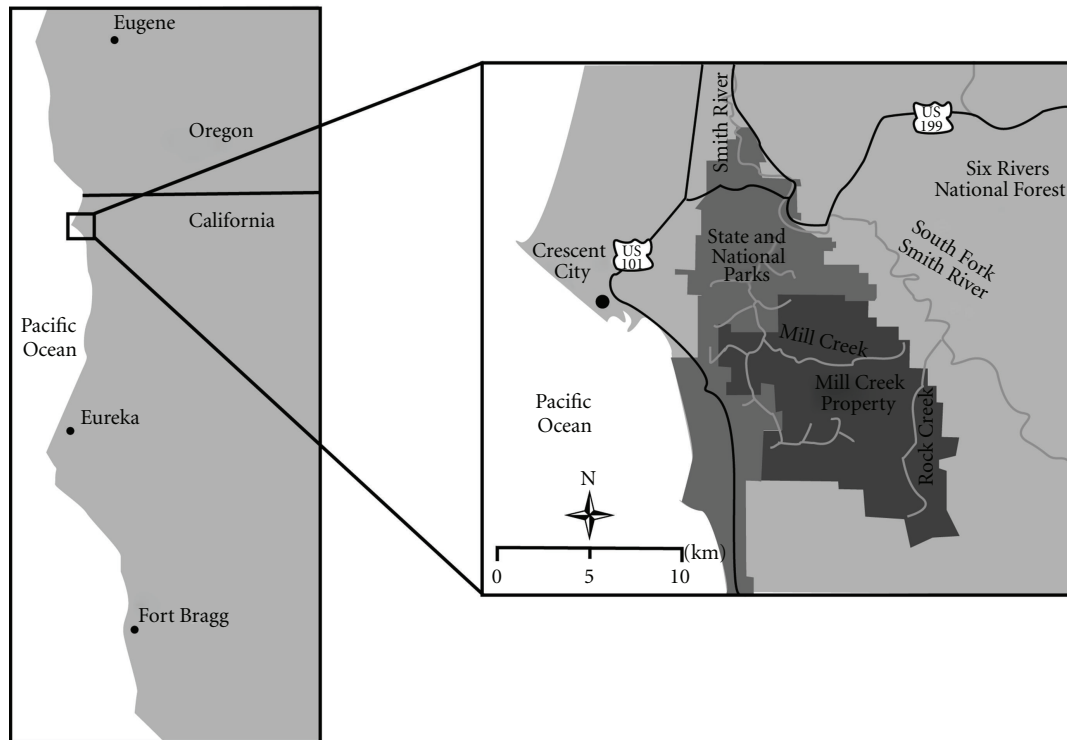 Eugene
Oregon
California
Pacific
Ocean
Eureka
Fort Bragg
Smith River
US
199
Six Rivers
National Forest
South Fork
Smith River
State and
National
Parks
Crescent
City
US
101
Mill Creek
Mill Creek
Property
Rock Creek
Pacific
Ocean
N
(km)
0 5 10